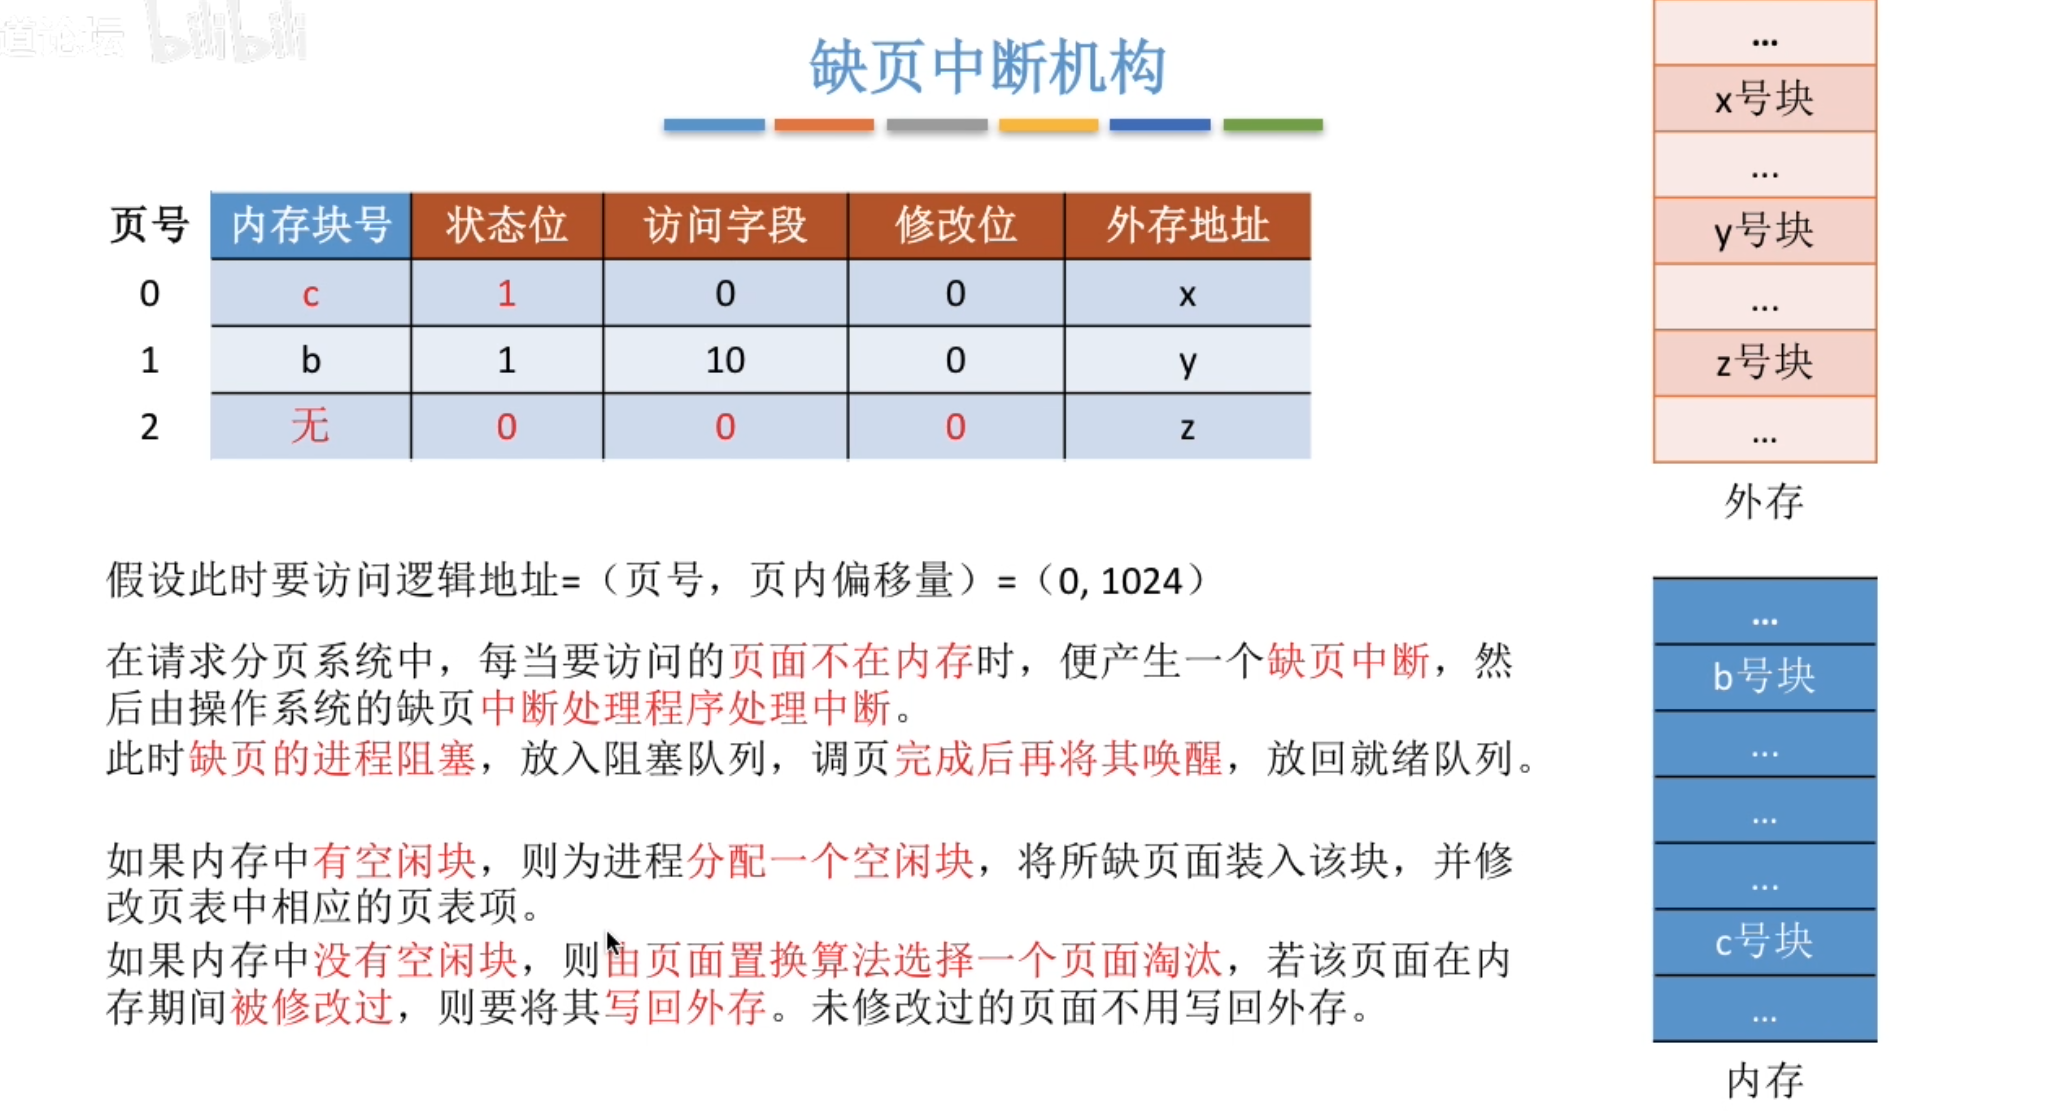 道论坛 bilibili
缺页中断机构
页号 内存块号 状态位 访问字段 修改位 外存地址
0 c 1 0 0 x
1 b 1 10 0 y
2 无 0 0 0 z
假设此时要访问逻辑地址=（页号，页内偏移量）=（0, 1024）
在请求分页系统中，每当要访问的页面不在内存时，便产生一个缺页中断，然
后由操作系统的缺页中断处理程序处理中断。
此时缺页的进程阻塞，放入阻塞队列，调页完成后再将其唤醒，放回就绪队列。
如果内存中有空闲块，则为进程分配一个空闲块，将所缺页面装入该块，并修
改页表中相应的页表项。
如果内存中没有空闲块，则由页面置换算法选择一个页面淘汰，若该页面在内
存期间被修改过，则要将其写回外存。未修改过的页面不用写回外存。
...
x号块
...
y号块
...
z号块
...
外存
...
b号块
...
...
...
c号块
...
内存